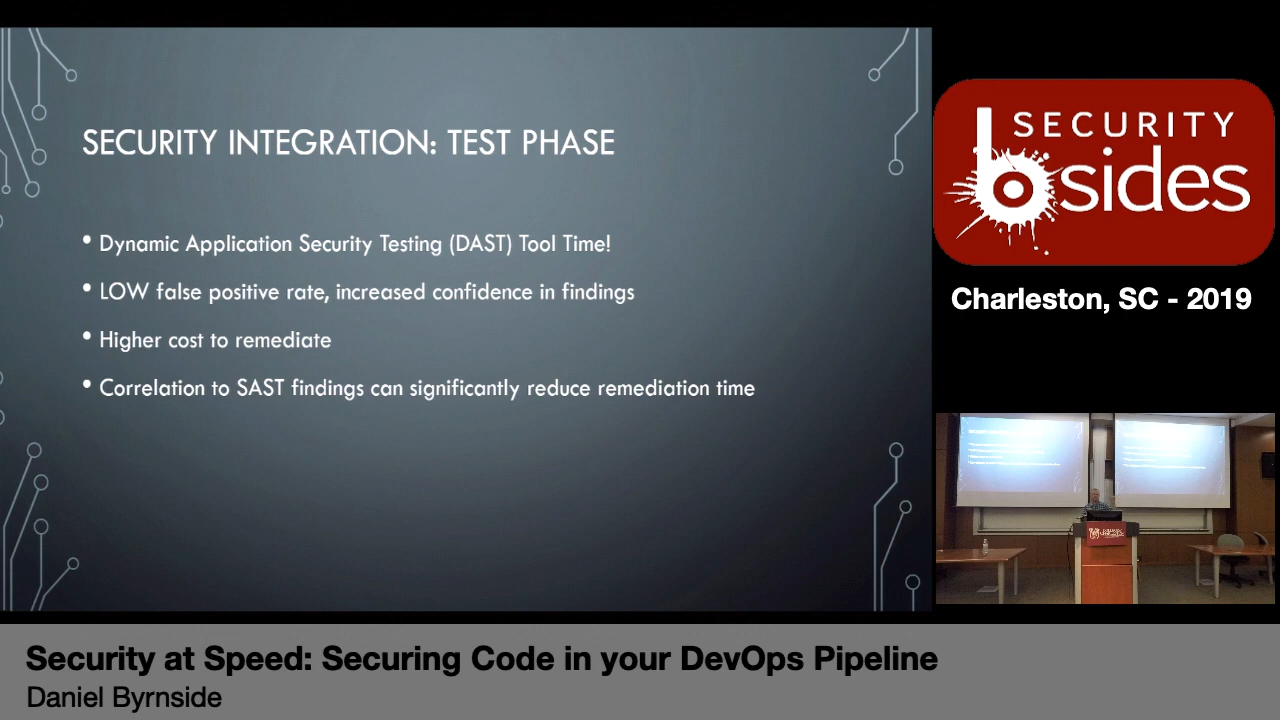 SECURITY INTEGRATION: TEST PHASE
• Dynamic Application Security Testing (DAST) Tool Time!
• LOW false positive rate, increased confidence in findings
• Higher cost to remediate
• Correlation to SAST findings can significantly reduce remediation time
SECURITY
bsides
Charleston, SC - 2019
Security at Speed: Securing Code in your DevOps Pipeline
Daniel Byrnside